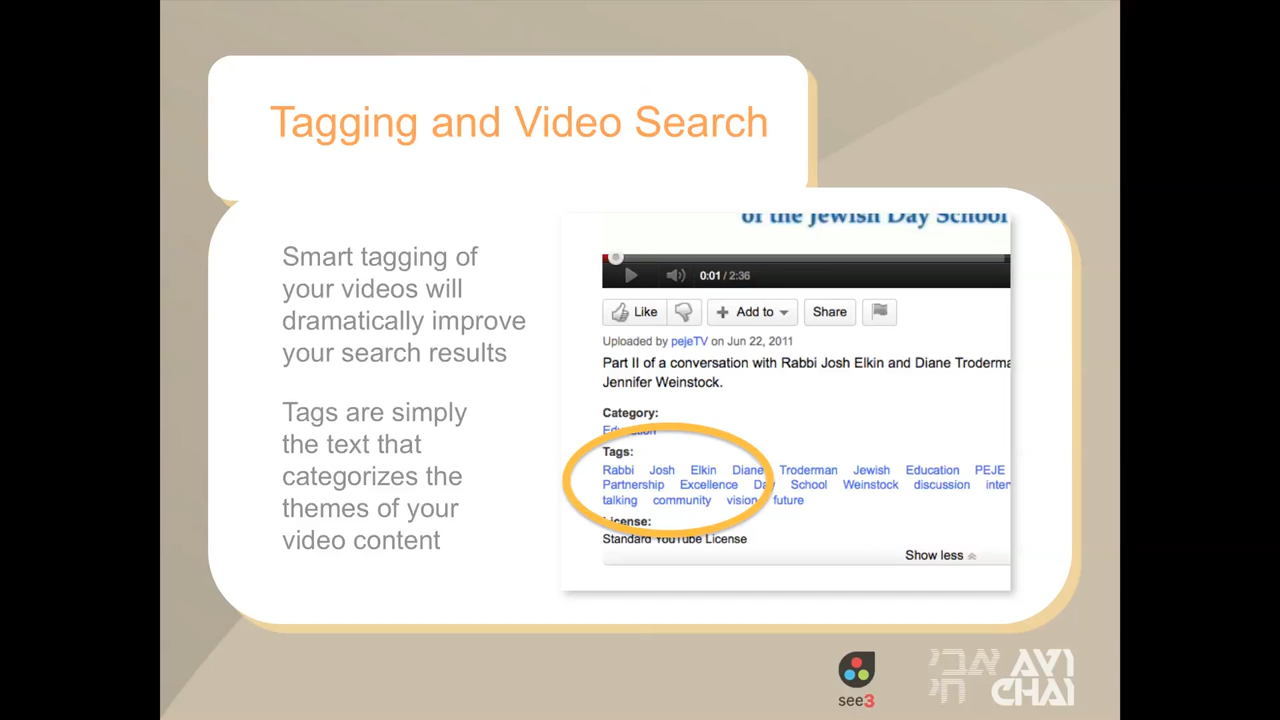 Tagging and Video Search
Smart tagging of
your videos will
dramatically improve
your search results
Tags are simply
the text that
categorizes the
themes of your
video content
of the Jewish Day School
0:01 / 2:36
Like
Add to
Share
Uploaded by pejeTV on Jun 22, 2011
Part II of a conversation with Rabbi Josh Elkin and Diane Troderma
Jennifer Weinstock.
Category:
Education
Tags:
Rabbi Josh Elkin Diane Troderman Jewish Education PEJE
Partnership Excellence Day School Weinstock discussion inter
talking community vision future
License:
Standard YouTube License
Show less
see3
אבי חי
AVI CHAI